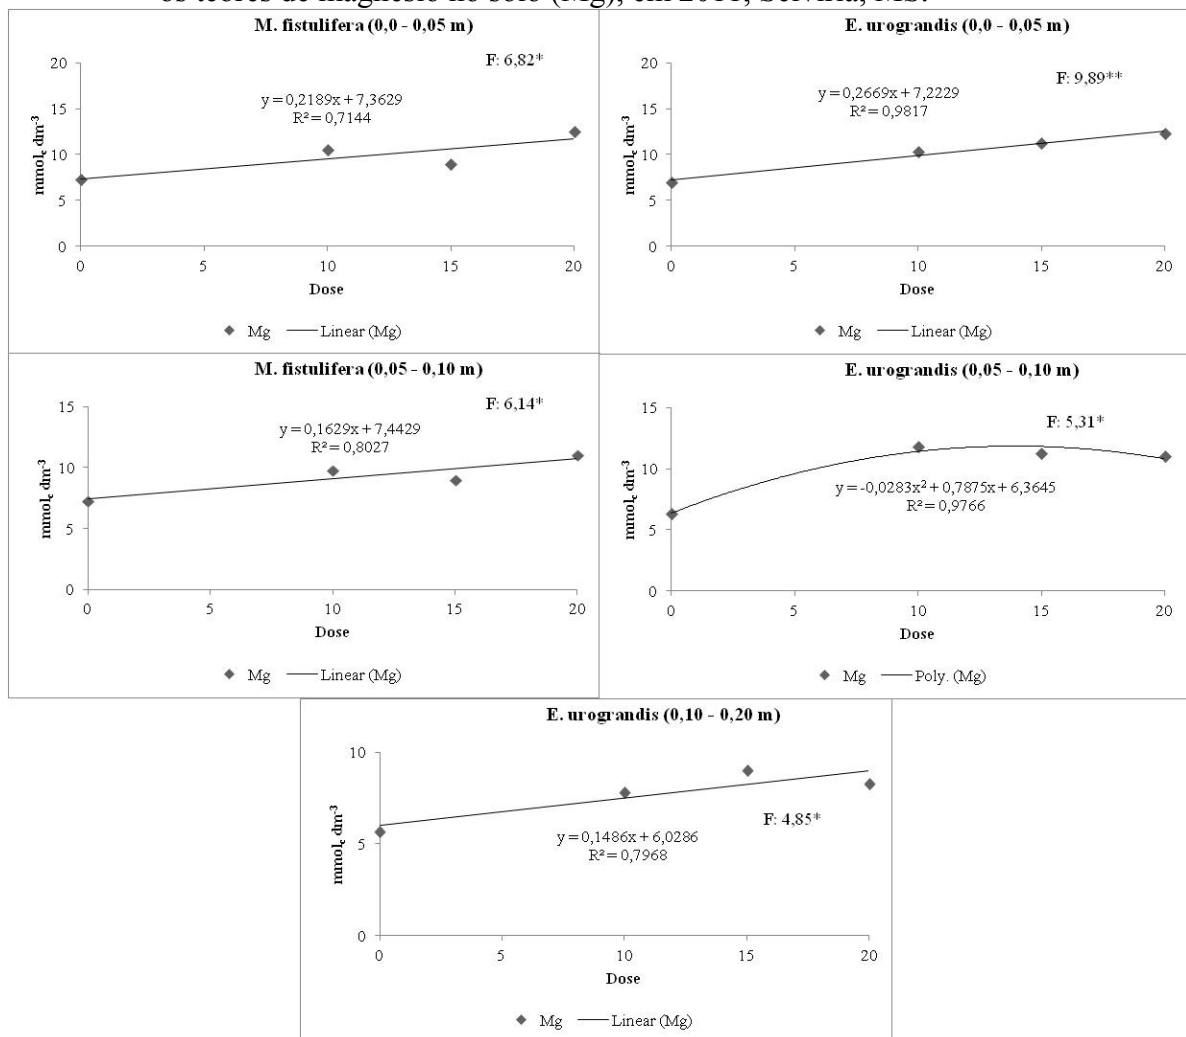 os teores de magnésio no solo (Mg), em 2011, Selvíria, MS.
M. fistulifera (0,0 - 0,05 m)
F: 6,82*
y = 0,2189x + 7,3629
R² = 0,7144
mmol_c dm⁻³
20
15
10
5
0
0 5 10 15 20
Dose
Mg Linear (Mg)
E. urograndis (0,0 - 0,05 m)
F: 9,89**
y = 0,2669x + 7,2229
R² = 0,9817
mmol_c dm⁻³
20
15
10
5
0
0 5 10 15 20
Dose
Mg Linear (Mg)
M. fistulifera (0,05 - 0,10 m)
F: 6,14*
y = 0,1629x + 7,4429
R² = 0,8027
mmol_c dm⁻³
15
10
5
0
0 5 10 15 20
Dose
Mg Linear (Mg)
E. urograndis (0,05 - 0,10 m)
F: 5,31*
y = -0,0283x² + 0,7875x + 6,3645
R² = 0,9766
mmol_c dm⁻³
15
10
5
0
0 5 10 15 20
Dose
Mg Poly. (Mg)
E. urograndis (0,10 - 0,20 m)
F: 4,85*
y = 0,1486x + 6,0286
R² = 0,7968
mmol_c dm⁻³
10
5
0
0 5 10 15 20
Dose
Mg Linear (Mg)